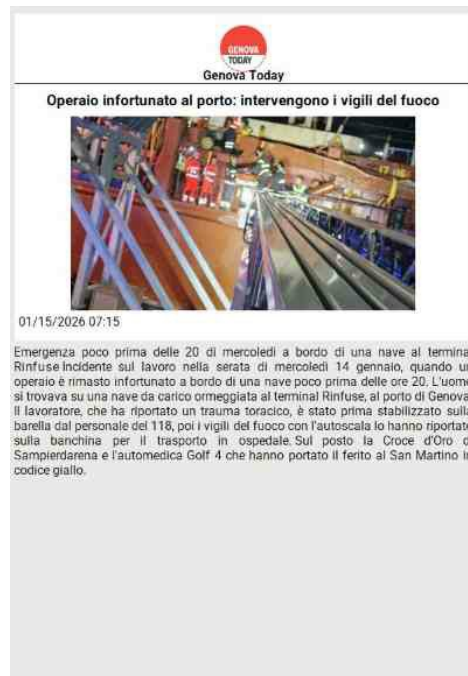 GENOVA
TODAY
Genova Today
Operaio infortunato al porto: intervengono i vigili del fuoco
01/15/2026 07:15
Emergenza poco prima delle 20 di mercoledì a bordo di una nave al termina
Rinfuse Incidente sul lavoro nella serata di mercoledì 14 gennaio, quando u
operaio è rimasto infortunato a bordo di una nave poco prima delle ore 20. L'uom
si trovava su una nave da carico ormeggiata al terminal Rinfuse, al porto di Genova
Il lavoratore, che ha riportato un trauma toracico, è stato prima stabilizzato sull
barella dal personale del 118, poi i vigili del fuoco con l'autoscala lo hanno riportat
sulla banchina per il trasporto in ospedale. Sul posto la Croce d'Oro d
Sampierdarena e l'automedica Golf 4 che hanno portato il ferito al San Martino i
codice giallo.